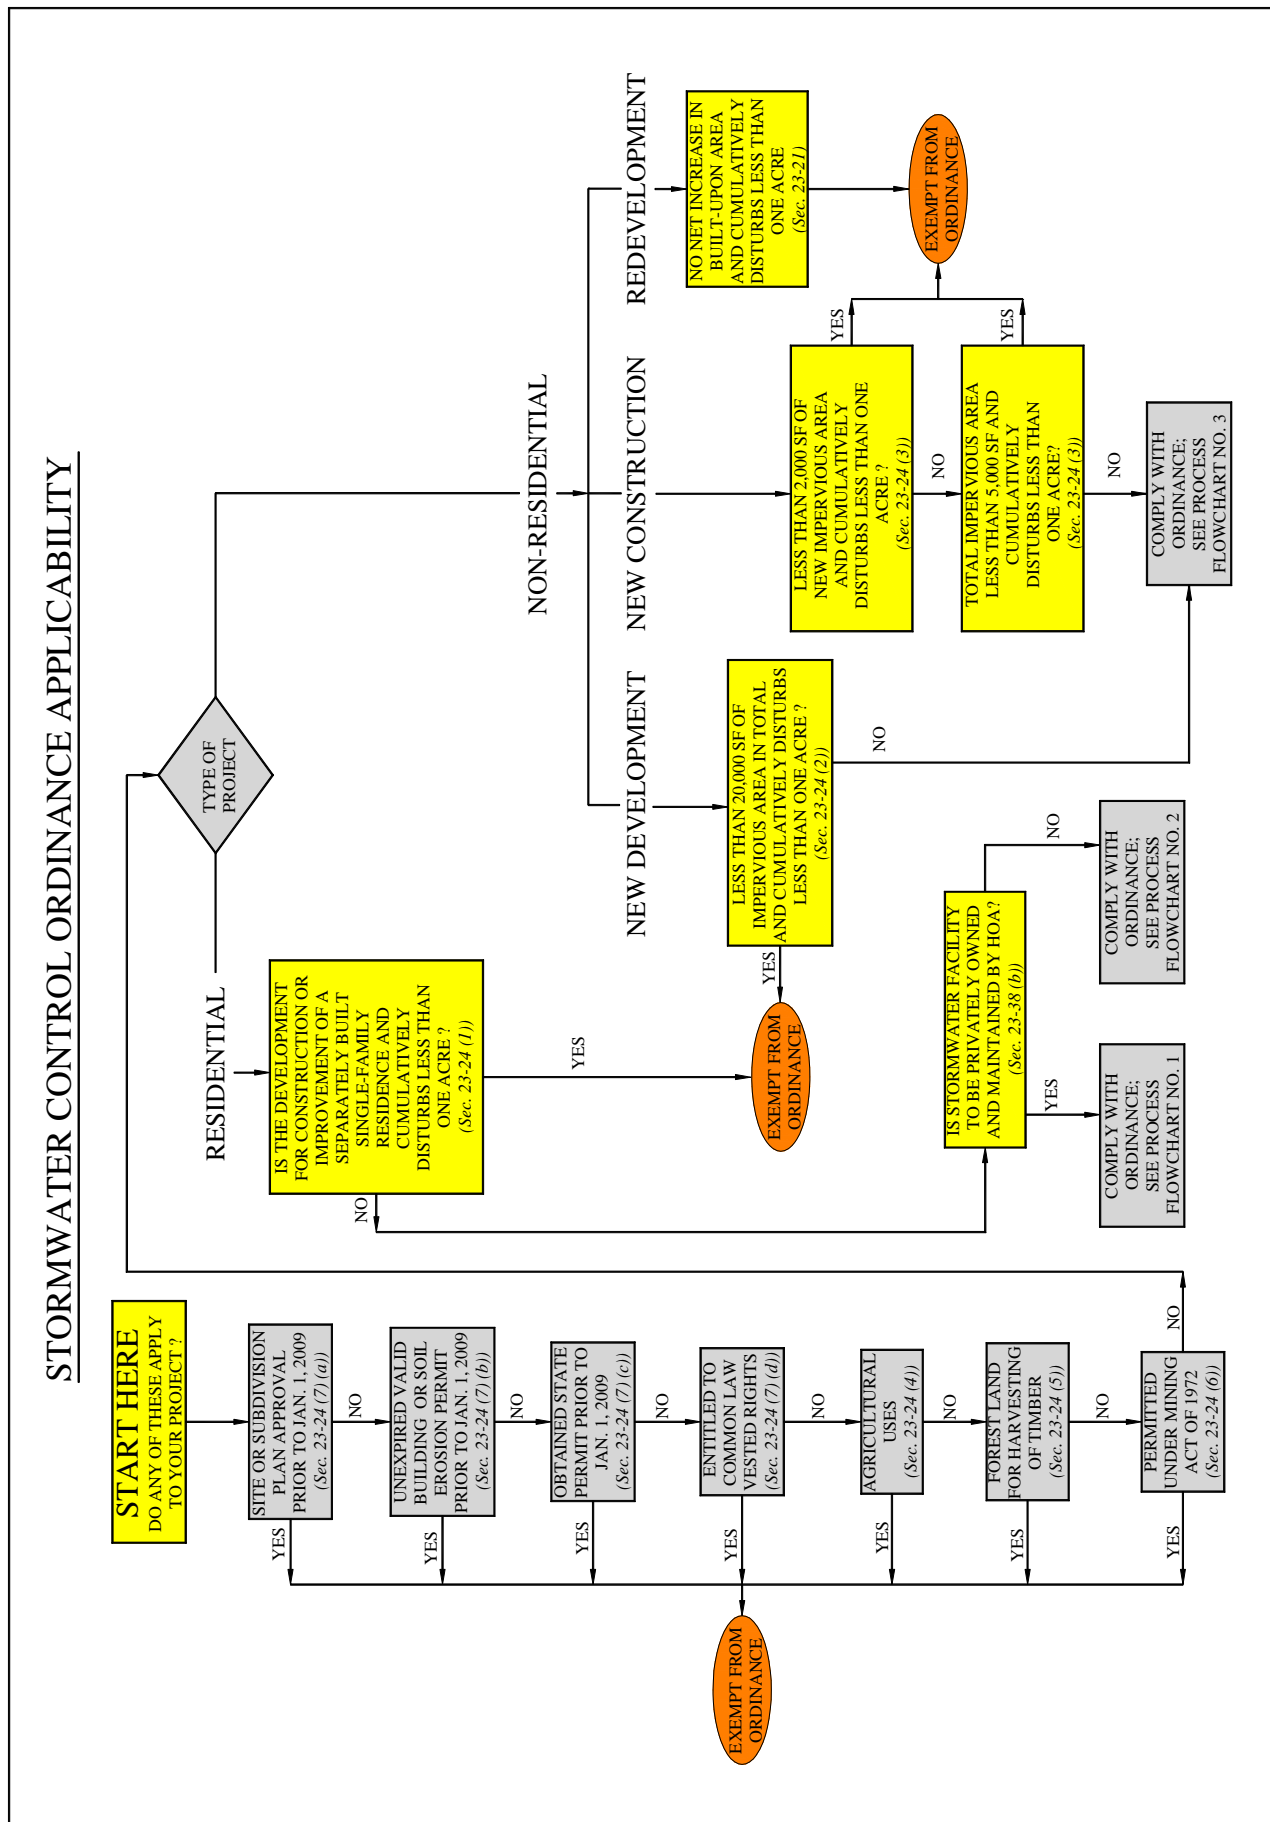 STORMWATER CONTROL ORDINANCE APPLICABILITY
START HERE
DO ANY OF THESE APPLY
TO YOUR PROJECT ?
SITE OR SUBDIVISION
PLAN APPROVAL
PRIOR TO JAN. 1, 2009
(Sec. 23-24 (7) (a))
YES
NO
UNEXPIRED VALID
BUILDING OR SOIL
EROSION PERMIT
PRIOR TO JAN. 1, 2009
(Sec. 23-24 (7) (b))
YES
NO
OBTAINED STATE
PERMIT PRIOR TO
JAN. 1, 2009
(Sec. 23-24 (7) (c))
YES
NO
ENTITLED TO
COMMON LAW
VESTED RIGHTS
(Sec. 23-24 (7) (d))
YES
NO
AGRICULTURAL
USES
(Sec. 23-24 (4))
YES
NO
FOREST LAND
FOR HARVESTING
OF TIMBER
(Sec. 23-24 (5))
YES
NO
PERMITTED
UNDER MINING
ACT OF 1972
(Sec. 23-24 (6))
YES
NO
EXEMPT FROM
ORDINANCE
TYPE OF
PROJECT
RESIDENTIAL
IS THE DEVELOPMENT
FOR CONSTRUCTION OR
IMPROVEMENT OF A
SEPARATELY BUILT
SINGLE-FAMILY
RESIDENCE AND
CUMULATIVELY
DISTURBS LESS THAN
ONE ACRE ?
(Sec. 23-24 (1))
NO
YES
EXEMPT FROM
ORDINANCE
IS STORMWATER FACILITY
TO BE PRIVATELY OWNED
AND MAINTAINED BY HOA?
(Sec. 23-38 (b))
YES
NO
COMPLY WITH
ORDINANCE;
SEE PROCESS
FLOWCHART NO. 1
COMPLY WITH
ORDINANCE;
SEE PROCESS
FLOWCHART NO. 2
NON-RESIDENTIAL
NEW DEVELOPMENT
LESS THAN 20,000 SF OF
IMPERVIOUS AREA IN TOTAL
AND CUMULATIVELY DISTURBS
LESS THAN ONE ACRE ?
(Sec. 23-24 (2))
YES
NO
NEW CONSTRUCTION
LESS THAN 2,000 SF OF
NEW IMPERVIOUS AREA
AND CUMULATIVELY
DISTURBS LESS THAN ONE
ACRE ?
(Sec. 23-24 (3))
YES
NO
TOTAL IMPERVIOUS AREA
LESS THAN 5,000 SF AND
CUMULATIVELY
DISTURBS LESS THAN
ONE ACRE?
(Sec. 23-24 (3))
YES
NO
COMPLY WITH
ORDINANCE;
SEE PROCESS
FLOWCHART NO. 3
REDEVELOPMENT
NO NET INCREASE IN
BUILT-UPON AREA
AND CUMULATIVELY
DISTURBS LESS THAN
ONE ACRE
(Sec. 23-21)
EXEMPT FROM
ORDINANCE